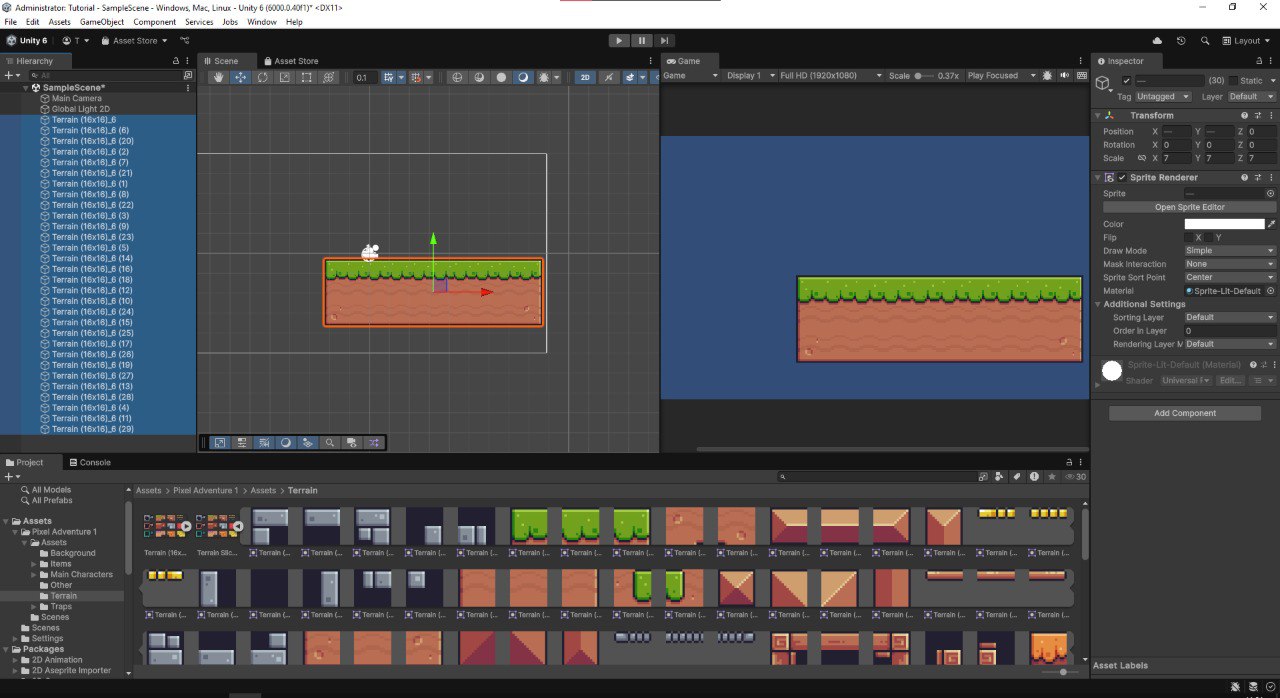 Administrator: Tutorial - SampleScene - Windows, Mac, Linux - Unity 6 (6000.0.40f1)* <DX11>
File Edit Assets GameObject Component Services Jobs Window Help
Unity 6 T Asset Store Layout
Hierarchy
All
SampleScene*
Main Camera
Global Light 2D
Terrain (16x16)_6
Terrain (16x16)_6 (6)
Terrain (16x16)_6 (20)
Terrain (16x16)_6 (2)
Terrain (16x16)_6 (7)
Terrain (16x16)_6 (21)
Terrain (16x16)_6 (1)
Terrain (16x16)_6 (8)
Terrain (16x16)_6 (22)
Terrain (16x16)_6 (3)
Terrain (16x16)_6 (9)
Terrain (16x16)_6 (23)
Terrain (16x16)_6 (5)
Terrain (16x16)_6 (14)
Terrain (16x16)_6 (16)
Terrain (16x16)_6 (18)
Terrain (16x16)_6 (12)
Terrain (16x16)_6 (10)
Terrain (16x16)_6 (24)
Terrain (16x16)_6 (15)
Terrain (16x16)_6 (25)
Terrain (16x16)_6 (17)
Terrain (16x16)_6 (26)
Terrain (16x16)_6 (19)
Terrain (16x16)_6 (27)
Terrain (16x16)_6 (13)
Terrain (16x16)_6 (28)
Terrain (16x16)_6 (4)
Terrain (16x16)_6 (11)
Terrain (16x16)_6 (29)
Scene Asset Store
0.1 2D
Game
Game Display 1 Full HD (1920x1080) Scale 0.37x Play Focused
Inspector
— (30) Static
Tag Untagged Layer Default
Transform
Position X — Y — Z 0
Rotation X 0 Y 0 Z 0
Scale X 7 Y 7 Z 7
Sprite Renderer
Sprite —
Open Sprite Editor
Color
Flip X Y
Draw Mode Simple
Mask Interaction None
Sprite Sort Point Center
Material Sprite-Lit-Default
Additional Settings
Sorting Layer Default
Order in Layer 0
Rendering Layer M Default
Sprite-Lit-Default (Material)
Shader Universal F Edit...
Add Component
Asset Labels
Project Console
30
All Models
All Prefabs
Assets
Pixel Adventure 1
Assets
Background
Items
Main Characters
Other
Terrain
Traps
Scenes
Scenes
Settings
Packages
2D Animation
2D Aseprite Importer
Assets > Pixel Adventure 1 > Assets > Terrain
Terrain (16x... Terrain Slic... Terrain (... Terrain (... Terrain (... Terrain (... Terrain (... Terrain (... Terrain (... Terrain (... Terrain (... Terrain (... Terrain (... Terrain (... Terrain (... Terrain (... Terrain (... Terrain (...
Terrain (... Terrain (... Terrain (... Terrain (... Terrain (... Terrain (... Terrain (... Terrain (... Terrain (... Terrain (... Terrain (... Terrain (... Terrain (... Terrain (... Terrain (... Terrain (... Terrain (... Terrain (...